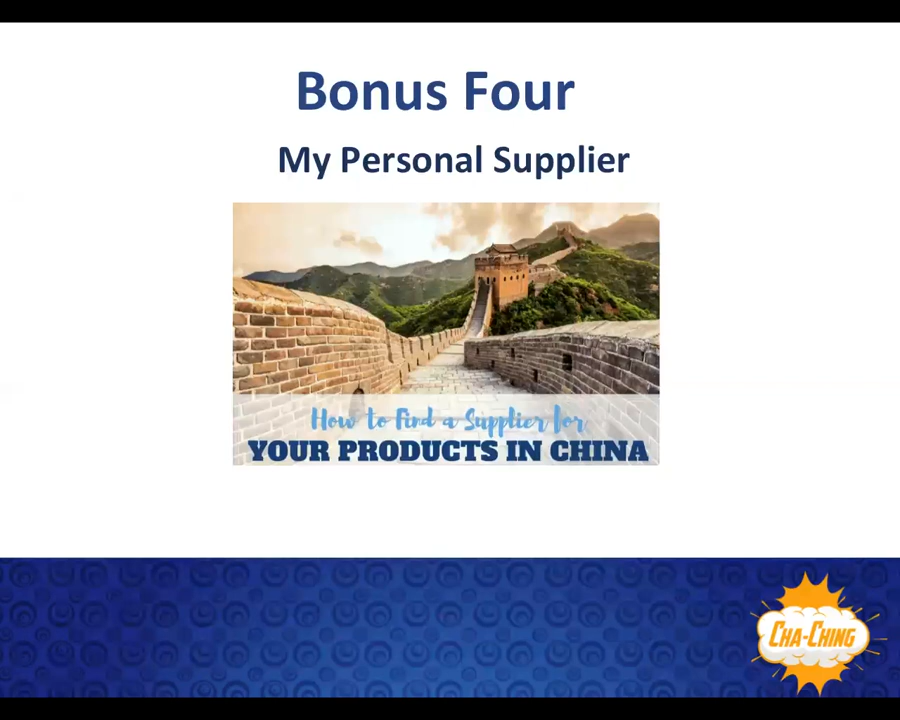 Bonus Four
My Personal Supplier
How to Find a Supplier for
YOUR PRODUCTS IN CHINA
CHA-CHING